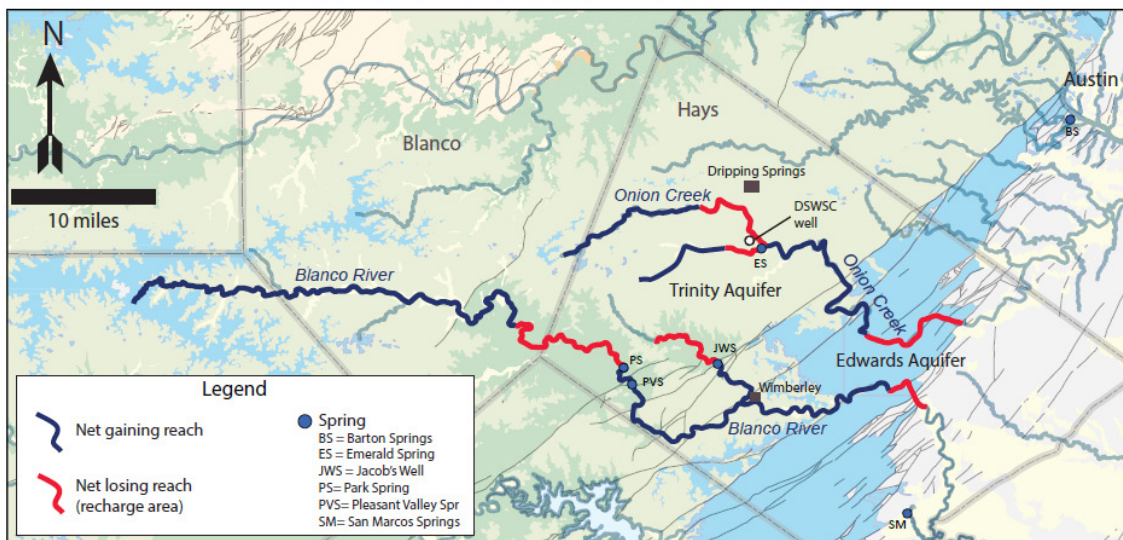 N
10 miles
Blanco
Hays
Austin
BS
Dripping Springs
Onion Creek
DSWSC
well
ES
Blanco River
Trinity Aquifer
Onion Creek
Edwards Aquifer
JWS
PS
PVS
Wimberley
Blanco River
SM
Legend
Net gaining reach
Net losing reach
(recharge area)
Spring
BS = Barton Springs
ES = Emerald Spring
JWS = Jacob's Well
PS= Park Spring
PVS= Pleasant Valley Spr
SM= San Marcos Springs